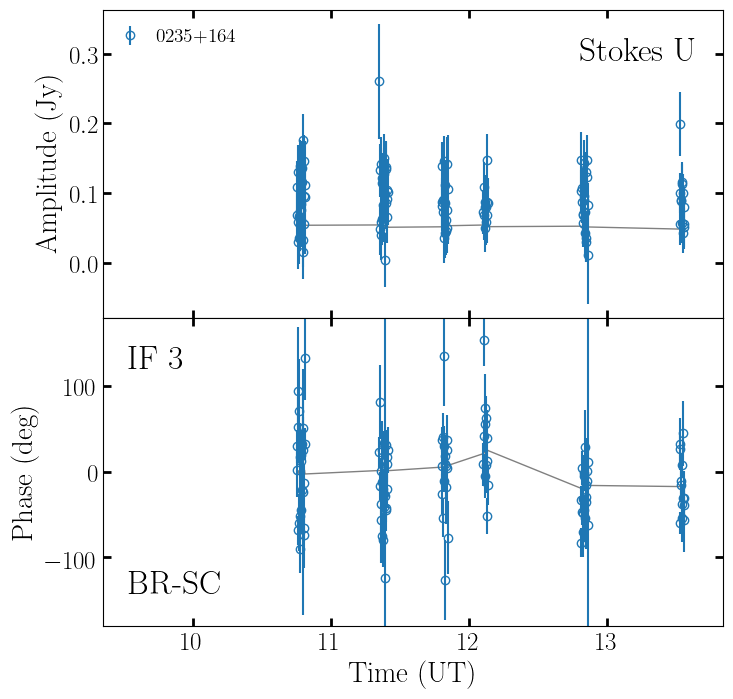 0235+164
Stokes U
Amplitude (Jy)
0.3
0.2
0.1
0.0
IF 3
Phase (deg)
100
0
−100
BR-SC
10
11
12
13
Time (UT)